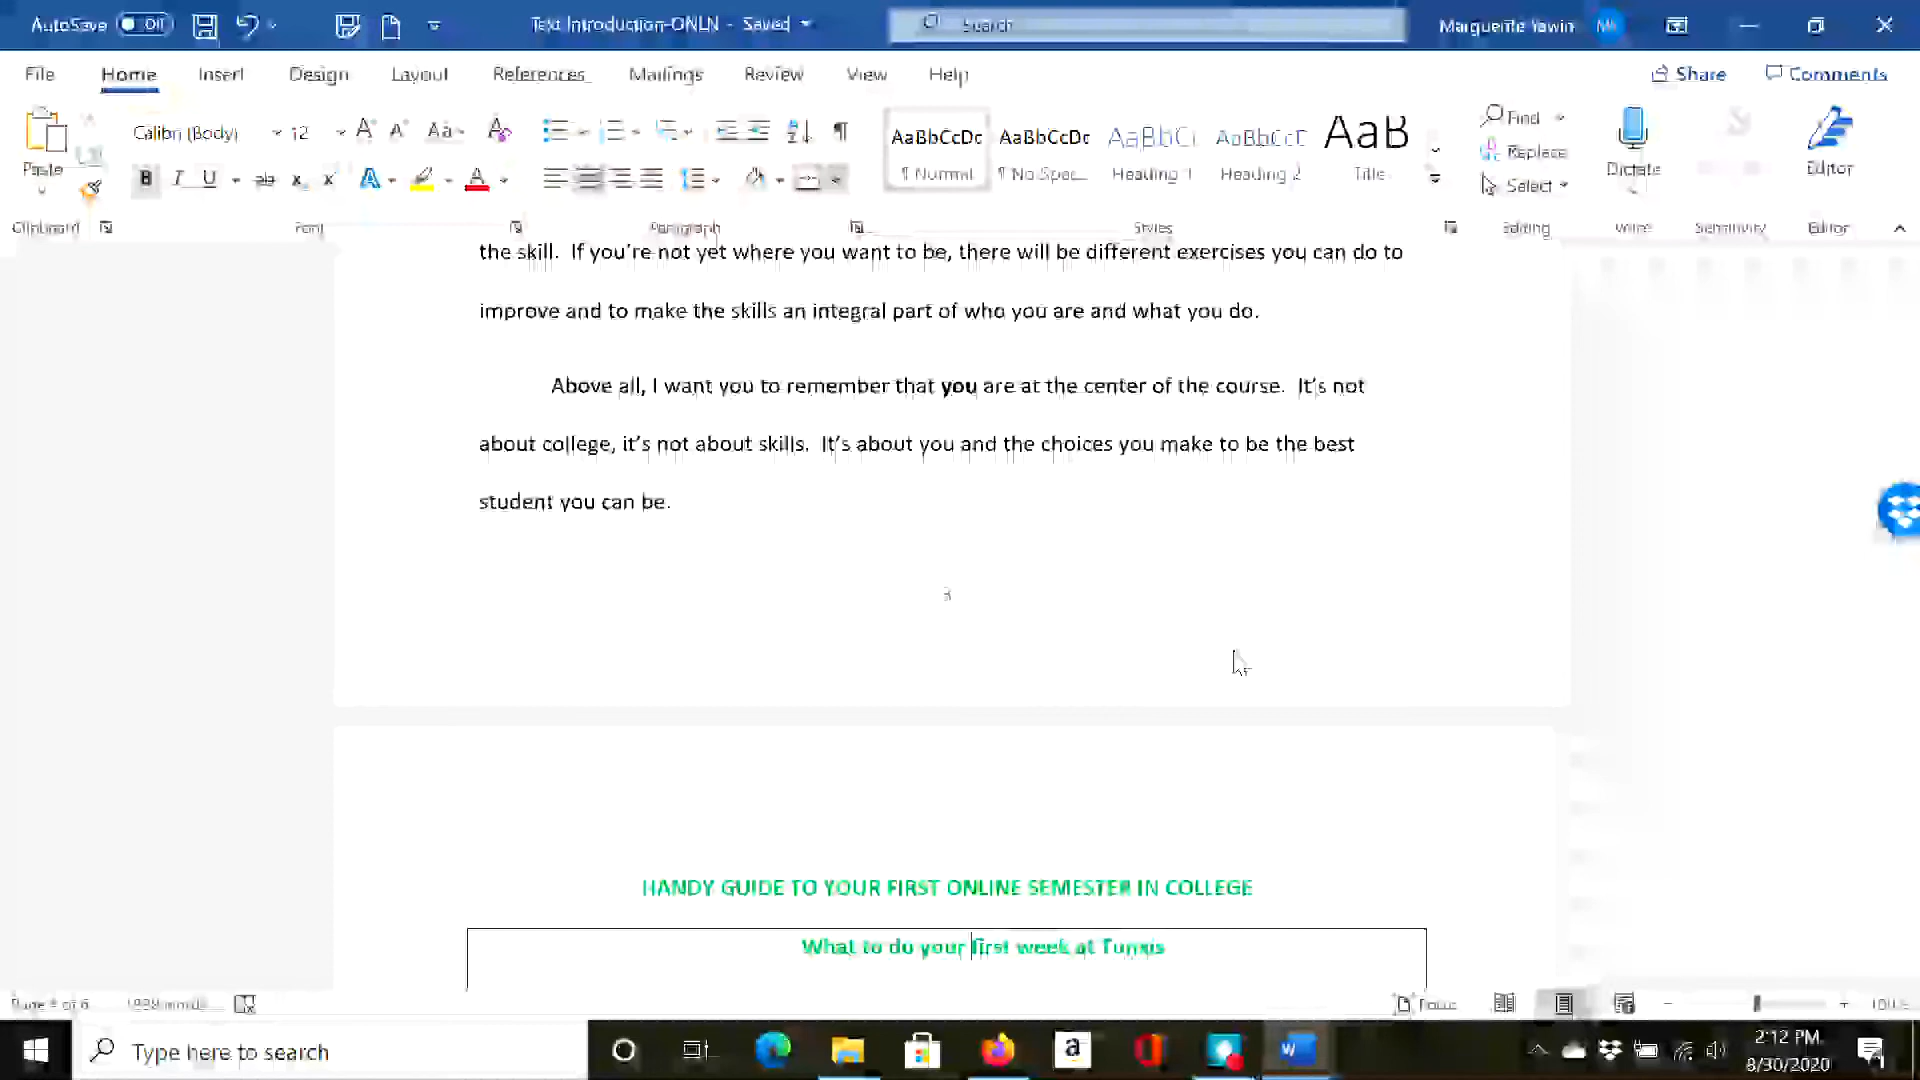 AutoSave Off Text Introduction-ONLN - Saved Search Marguerite Yawin
File Home Insert Design Layout References Mailings Review View Help Share Comments
Paste Calibri (Body) 12 Aa AaBbCcDc AaBbCcDc AaBbCc AaBbCcD AaB Find Replace Select Dictate Editor
¶ Normal ¶ No Spac... Heading 1 Heading 2 Title
Clipboard Font Paragraph Styles Editing Voice Sensitivity Editor
the skill. If you’re not yet where you want to be, there will be different exercises you can do to
improve and to make the skills an integral part of who you are and what you do.
Above all, I want you to remember that you are at the center of the course. It’s not
about college, it’s not about skills. It’s about you and the choices you make to be the best
student you can be.
HANDY GUIDE TO YOUR FIRST ONLINE SEMESTER IN COLLEGE
What to do your first week at Tunxis
Focus
Type here to search
2:12 PM
8/30/2020